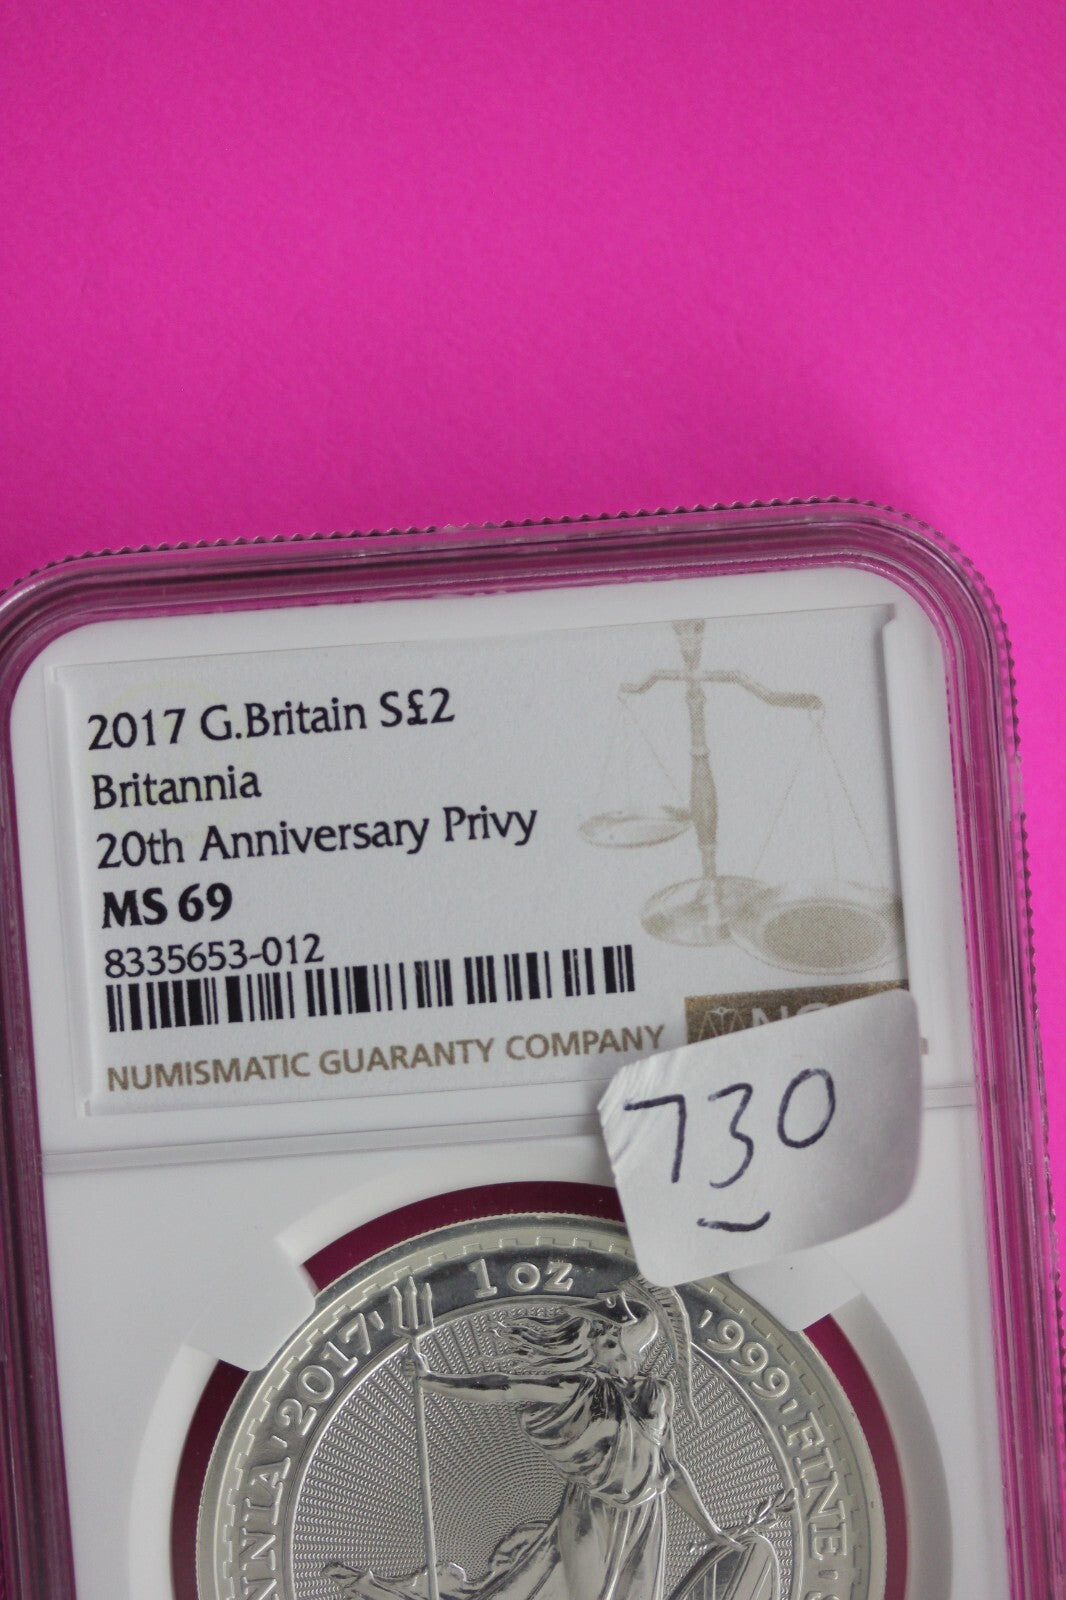 2017 G.Britain S£2
Britannia
20th Anniversary Privy
MS 69
8335653-012
NUMISMATIC GUARANTY COMPANY
730
2017 1 OZ 999 FINE